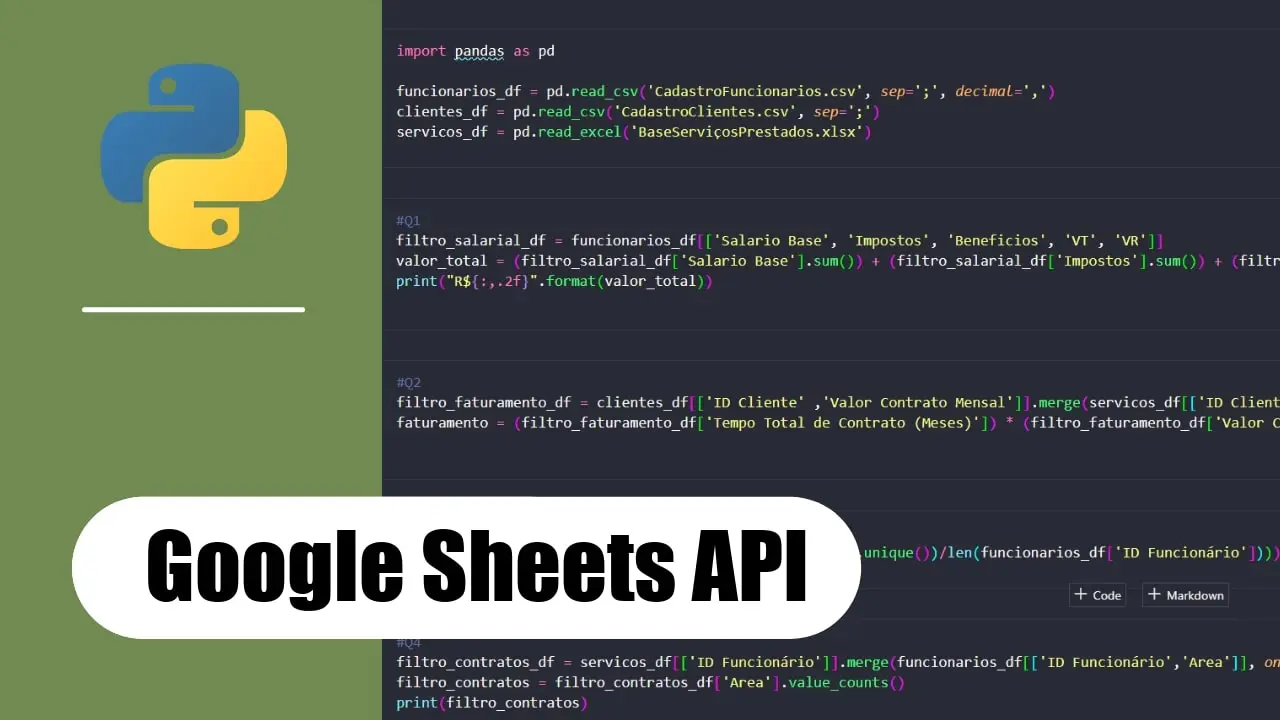 import pandas as pd
funcionarios_df = pd.read_csv('CadastroFuncionarios.csv', sep=';', decimal=',')
clientes_df = pd.read_csv('CadastroClientes.csv', sep=';')
servicos_df = pd.read_excel('BaseServiçosPrestados.xlsx')
#Q1
filtro_salarial_df = funcionarios_df[['Salario Base', 'Impostos', 'Beneficios', 'VT', 'VR']]
valor_total = (filtro_salarial_df['Salario Base'].sum()) + (filtro_salarial_df['Impostos'].sum()) + (filtr
print("R${:,.2f}".format(valor_total))
#Q2
filtro_faturamento_df = clientes_df[['ID Cliente' ,'Valor Contrato Mensal']].merge(servicos_df[['ID Client
faturamento = (filtro_faturamento_df['Tempo Total de Contrato (Meses)']) * (filtro_faturamento_df['Valor C
.unique())/len(funcionarios_df['ID Funcionário'])))
Google Sheets API
+ Code + Markdown
#Q4
filtro_contratos_df = servicos_df[['ID Funcionário']].merge(funcionarios_df[['ID Funcionário','Area']], on
filtro_contratos = filtro_contratos_df['Area'].value_counts()
print(filtro_contratos)